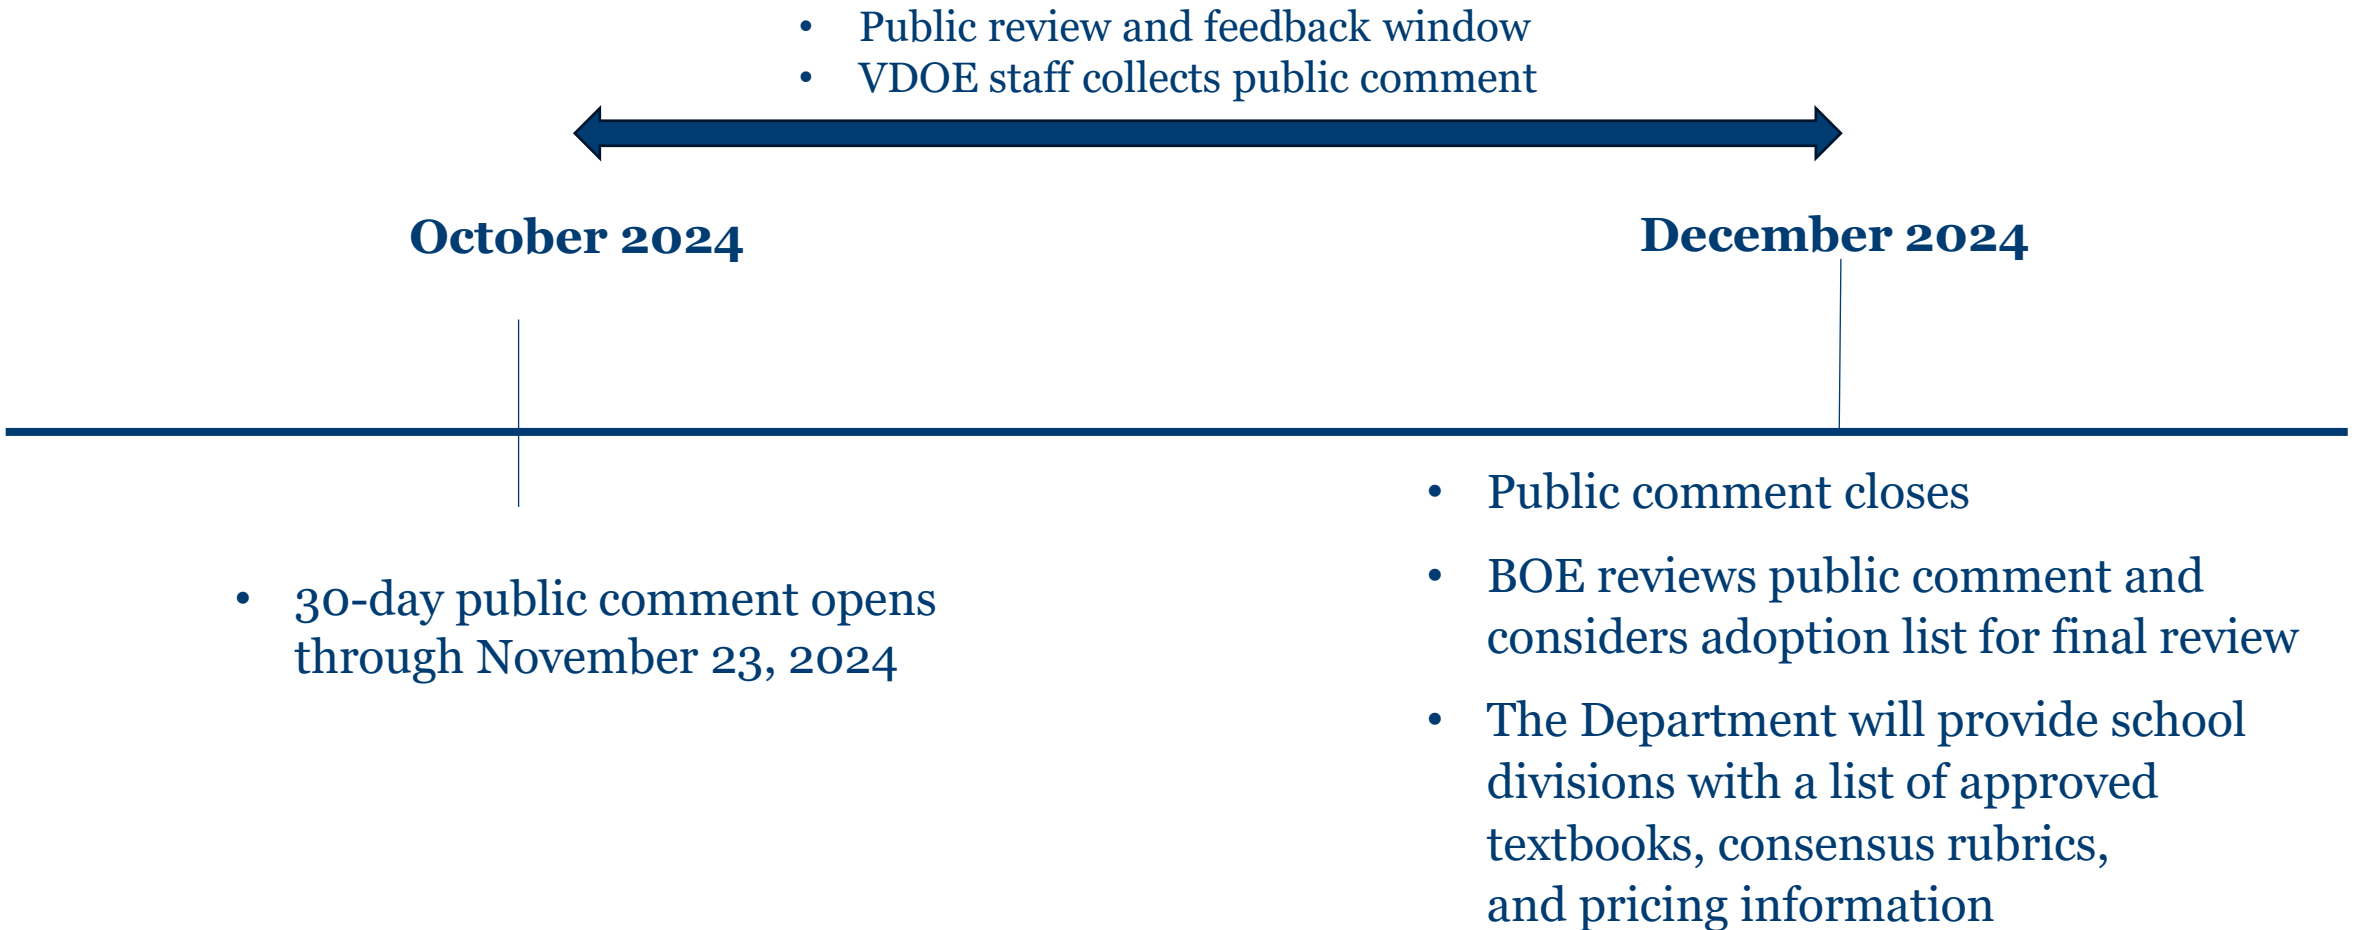 • Public review and feedback window
• VDOE staff collects public comment
October 2024
December 2024
• 30-day public comment opens
through November 23, 2024
• Public comment closes
• BOE reviews public comment and
considers adoption list for final review
• The Department will provide school
divisions with a list of approved
textbooks, consensus rubrics,
and pricing information